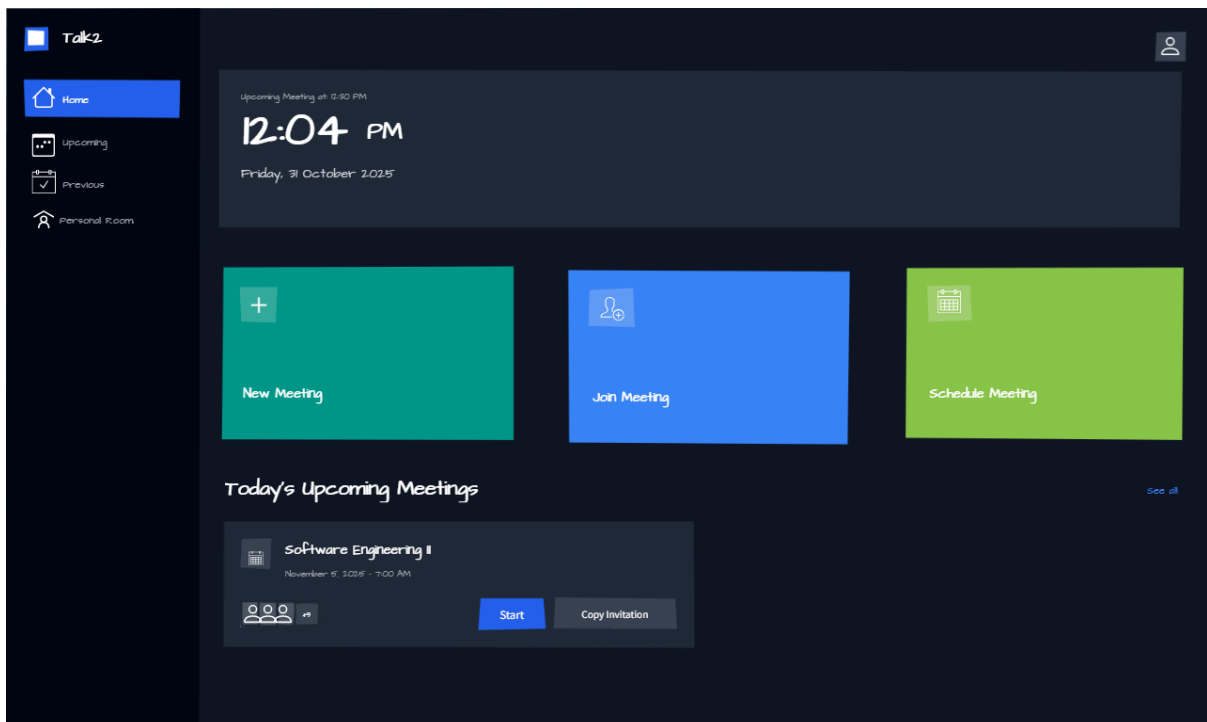 Talk2
Home
Upcoming
Previous
Personal Room
Upcoming Meeting at: 12:30 PM
12:04 PM
Friday, 31 October 2025
New Meeting
Join Meeting
Schedule Meeting
Today's Upcoming Meetings
See all
Software Engineering II
November 5, 2025 - 7:00 AM
Start
Copy Invitation